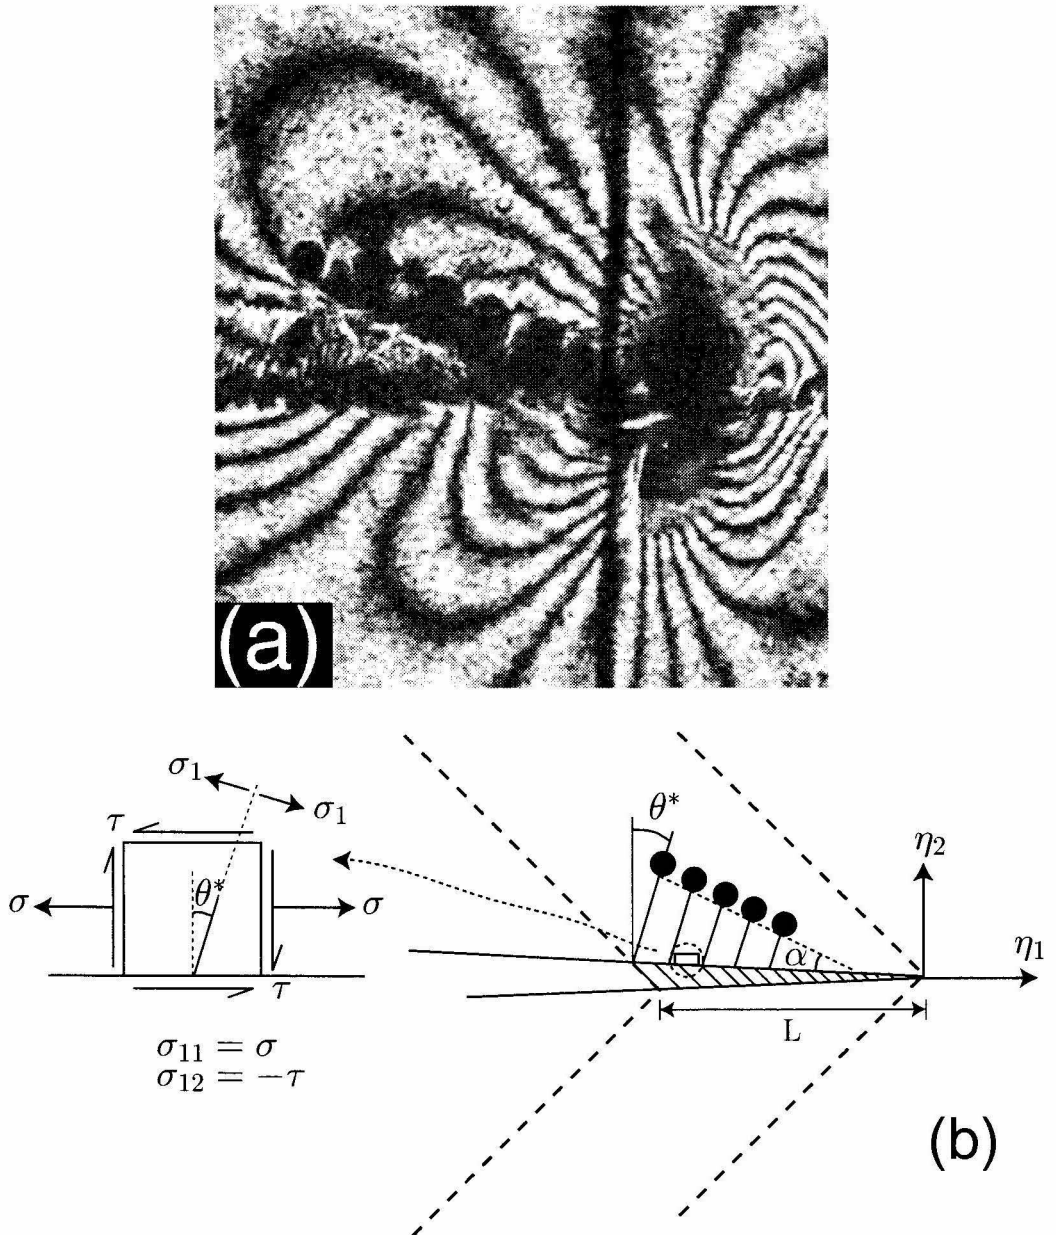 (a)
σ₁
σ₁
τ
θ*
σ
σ
τ
σ₁₁ = σ
σ₁₂ = -τ
θ*
η₂
α
η₁
L
(b)